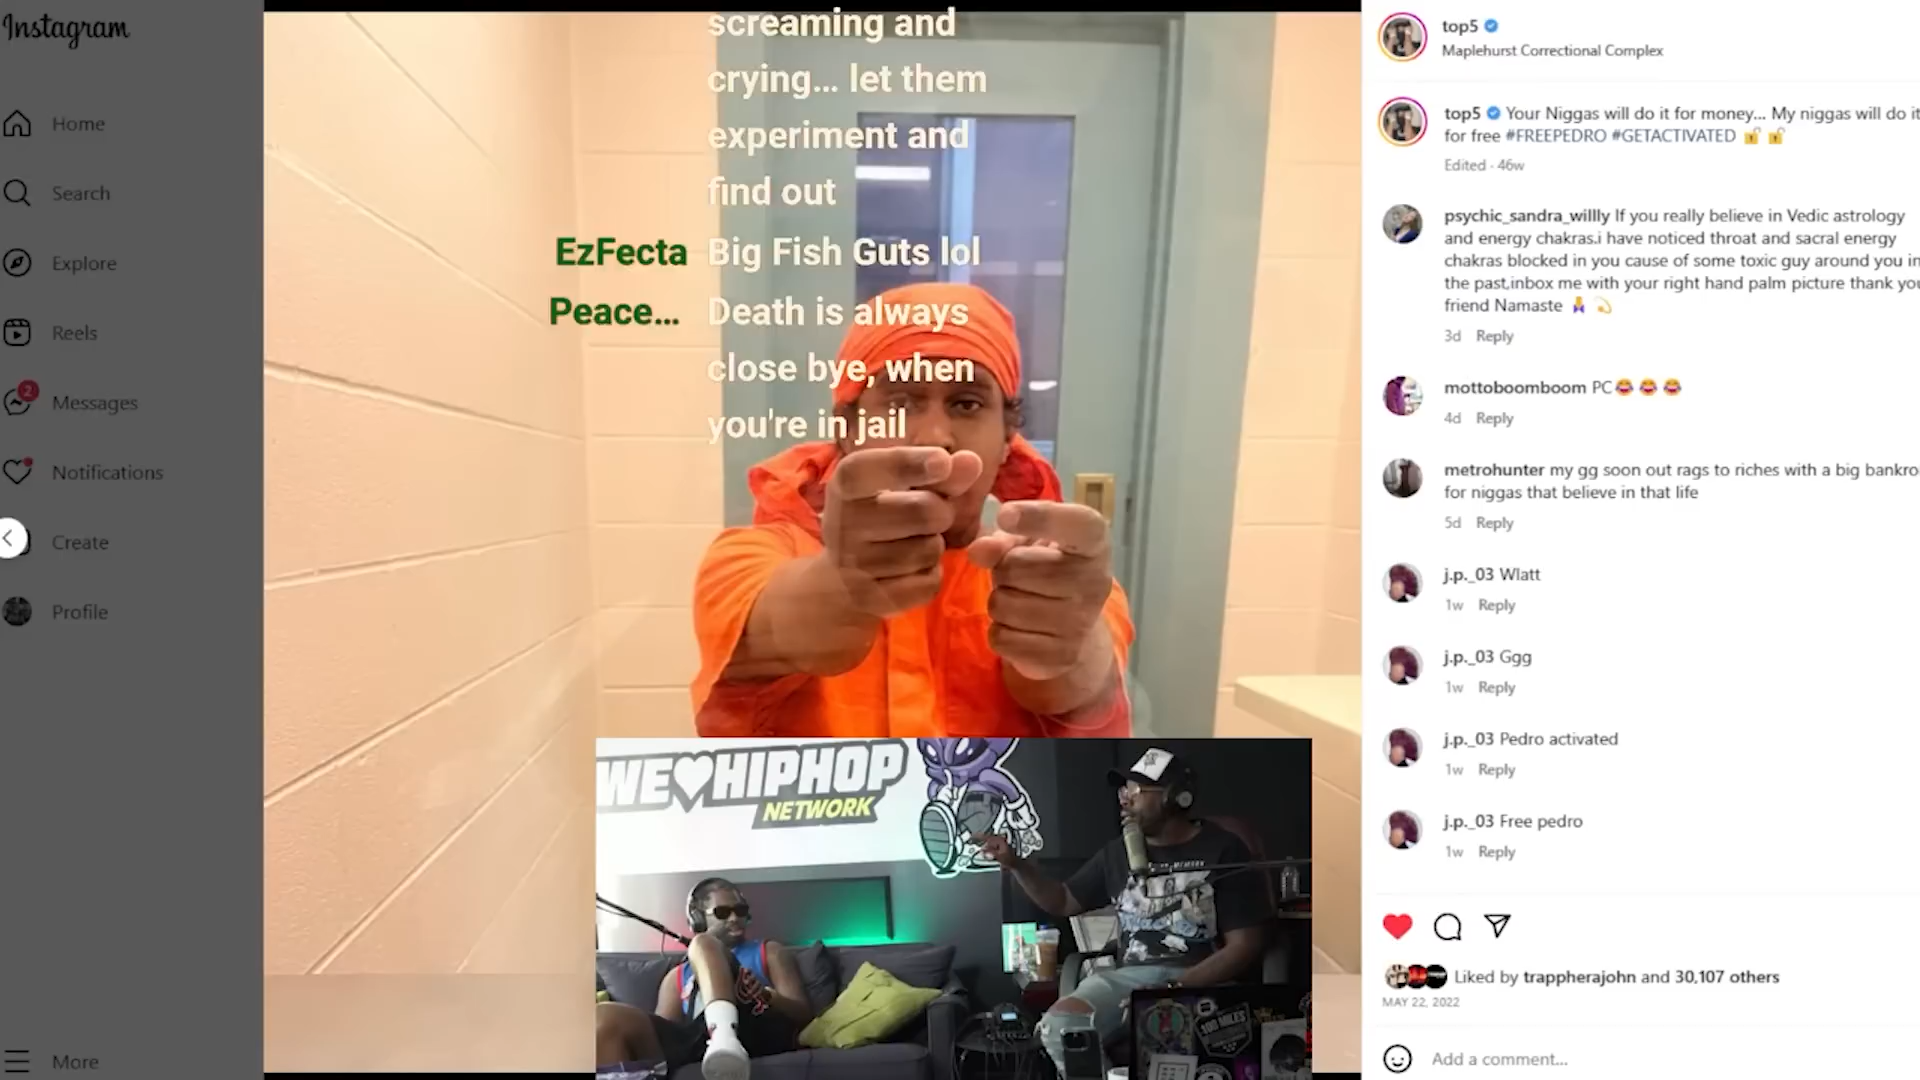 Instagram
Home
Search
Explore
Reels
2
Messages
Notifications
Create
Profile
More
screaming and
crying... let them
experiment and
find out
EzFecta Big Fish Guts lol
Peace... Death is always
close bye, when
you're in jail
WE HIPHOP
NETWORK
100 MILES
top5
Maplehurst Correctional Complex
top5 Your Niggas will do it for money... My niggas will do it
for free #FREEPEDRO #GETACTIVATED
Edited · 46w
psychic_sandra_willly If you really believe in Vedic astrology
and energy chakras.i have noticed throat and sacral energy
chakras blocked in you cause of some toxic guy around you in
the past,inbox me with your right hand palm picture thank you
friend Namaste
3d Reply
mottoboomboom PC😂😂😂
4d Reply
metrohunter my gg soon out rags to riches with a big bankro
for niggas that believe in that life
5d Reply
j.p._03 Wlatt
1w Reply
j.p._03 Ggg
1w Reply
j.p._03 Pedro activated
1w Reply
j.p._03 Free pedro
1w Reply
Liked by trappherajohn and 30,107 others
MAY 22, 2022
Add a comment...